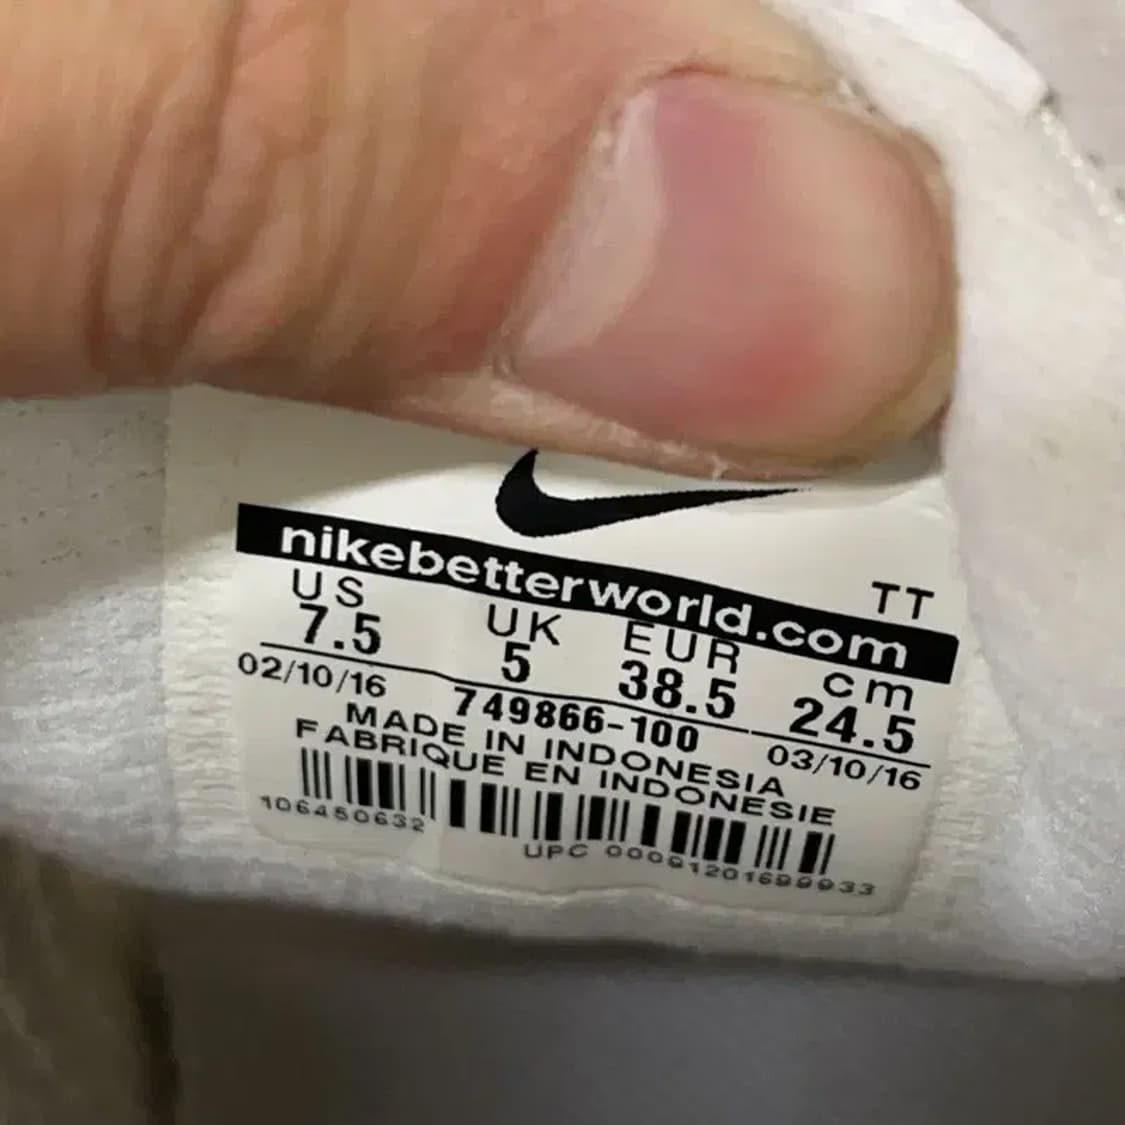 nikebetterworld.com
TT
US UK EUR cm
7.5 5 38.5 24.5
02/10/16 749866-100 03/10/16
MADE IN INDONESIA
FABRIQUE EN INDONESIE
106450632
UPC 00091201699933